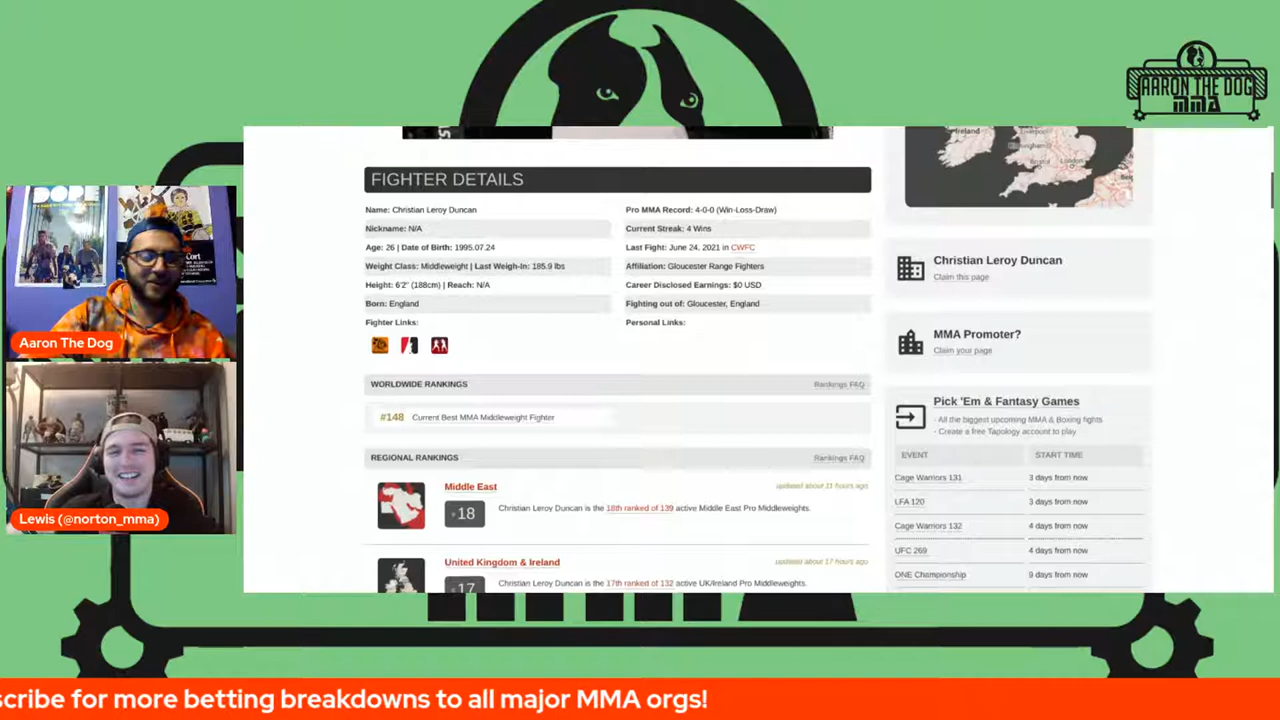 AARON THE DOG
MMA
Ireland
Liverpool
Birmingham
Bristol
London
DOPE
Cort
FIGHTER DETAILS
Name: Christian Leroy Duncan
Pro MMA Record: 4-0-0 (Win-Loss-Draw)
Nickname: N/A
Current Streak: 4 Wins
Age: 26 | Date of Birth: 1995.07.24
Last Fight: June 24, 2021 in CWFC
Weight Class: Middleweight | Last Weigh-In: 185.9 lbs
Affiliation: Gloucester Range Fighters
Height: 6'2" (188cm) | Reach: N/A
Career Disclosed Earnings: $0 USD
Born: England
Fighting out of: Gloucester, England
Fighter Links:
Personal Links:
WORLDWIDE RANKINGS
Rankings FAQ
#148 Current Best MMA Middleweight Fighter
REGIONAL RANKINGS
Rankings FAQ
Middle East
updated about 11 hours ago
18
Christian Leroy Duncan is the 18th ranked of 139 active Middle East Pro Middleweights.
United Kingdom & Ireland
updated about 17 hours ago
17
Christian Leroy Duncan is the 17th ranked of 132 active UK/Ireland Pro Middleweights.
Christian Leroy Duncan
Claim this page
MMA Promoter?
Claim your page
Pick 'Em & Fantasy Games
- All the biggest upcoming MMA & Boxing fights
- Create a free Tapology account to play
EVENT START TIME
Cage Warriors 131 3 days from now
LFA 120 3 days from now
Cage Warriors 132 4 days from now
UFC 269 4 days from now
ONE Championship 9 days from now
Aaron The Dog
Lewis (@norton_mma)
scribe for more betting breakdowns to all major MMA orgs!